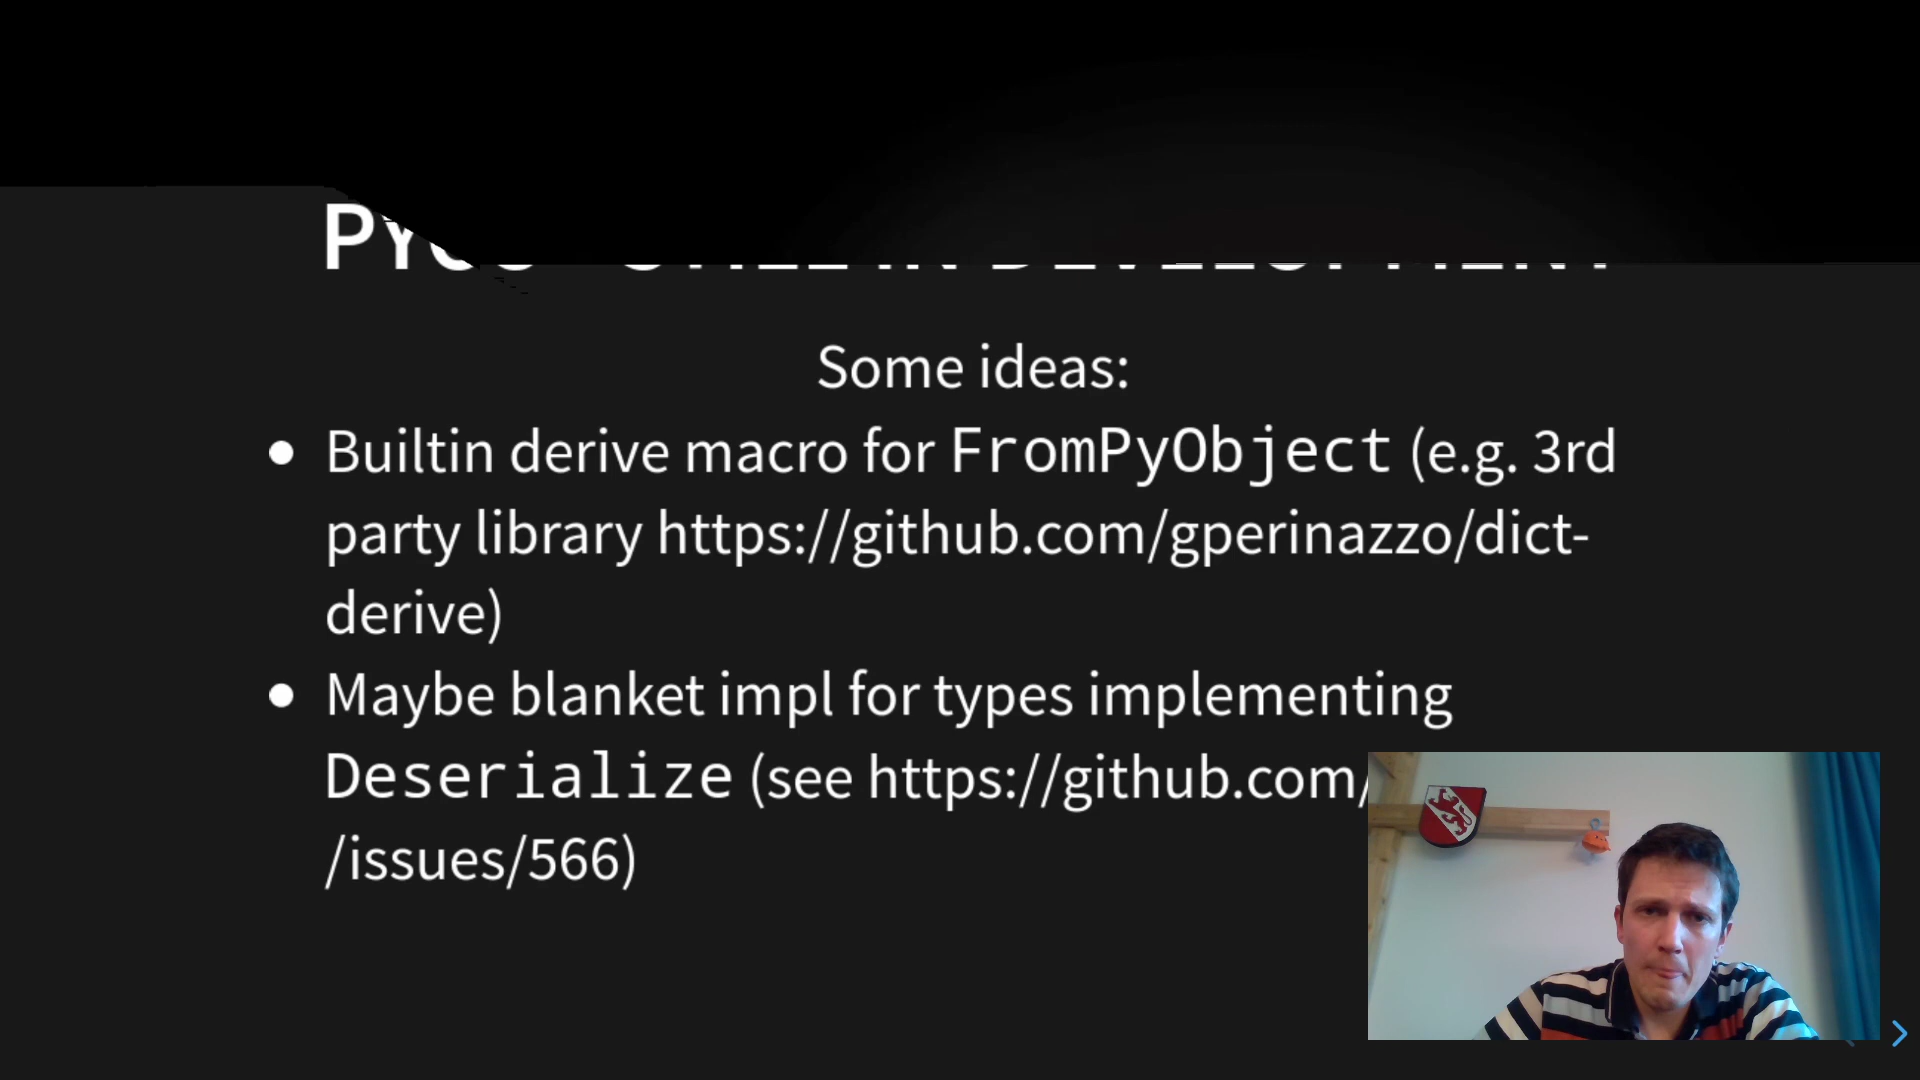 Some ideas:
Builtin derive macro for FromPyObject (e.g. 3rd
party library https://github.com/gperinazzo/dict-
derive)
Maybe blanket impl for types implementing
Deserialize (see https://github.com/
/issues/566)